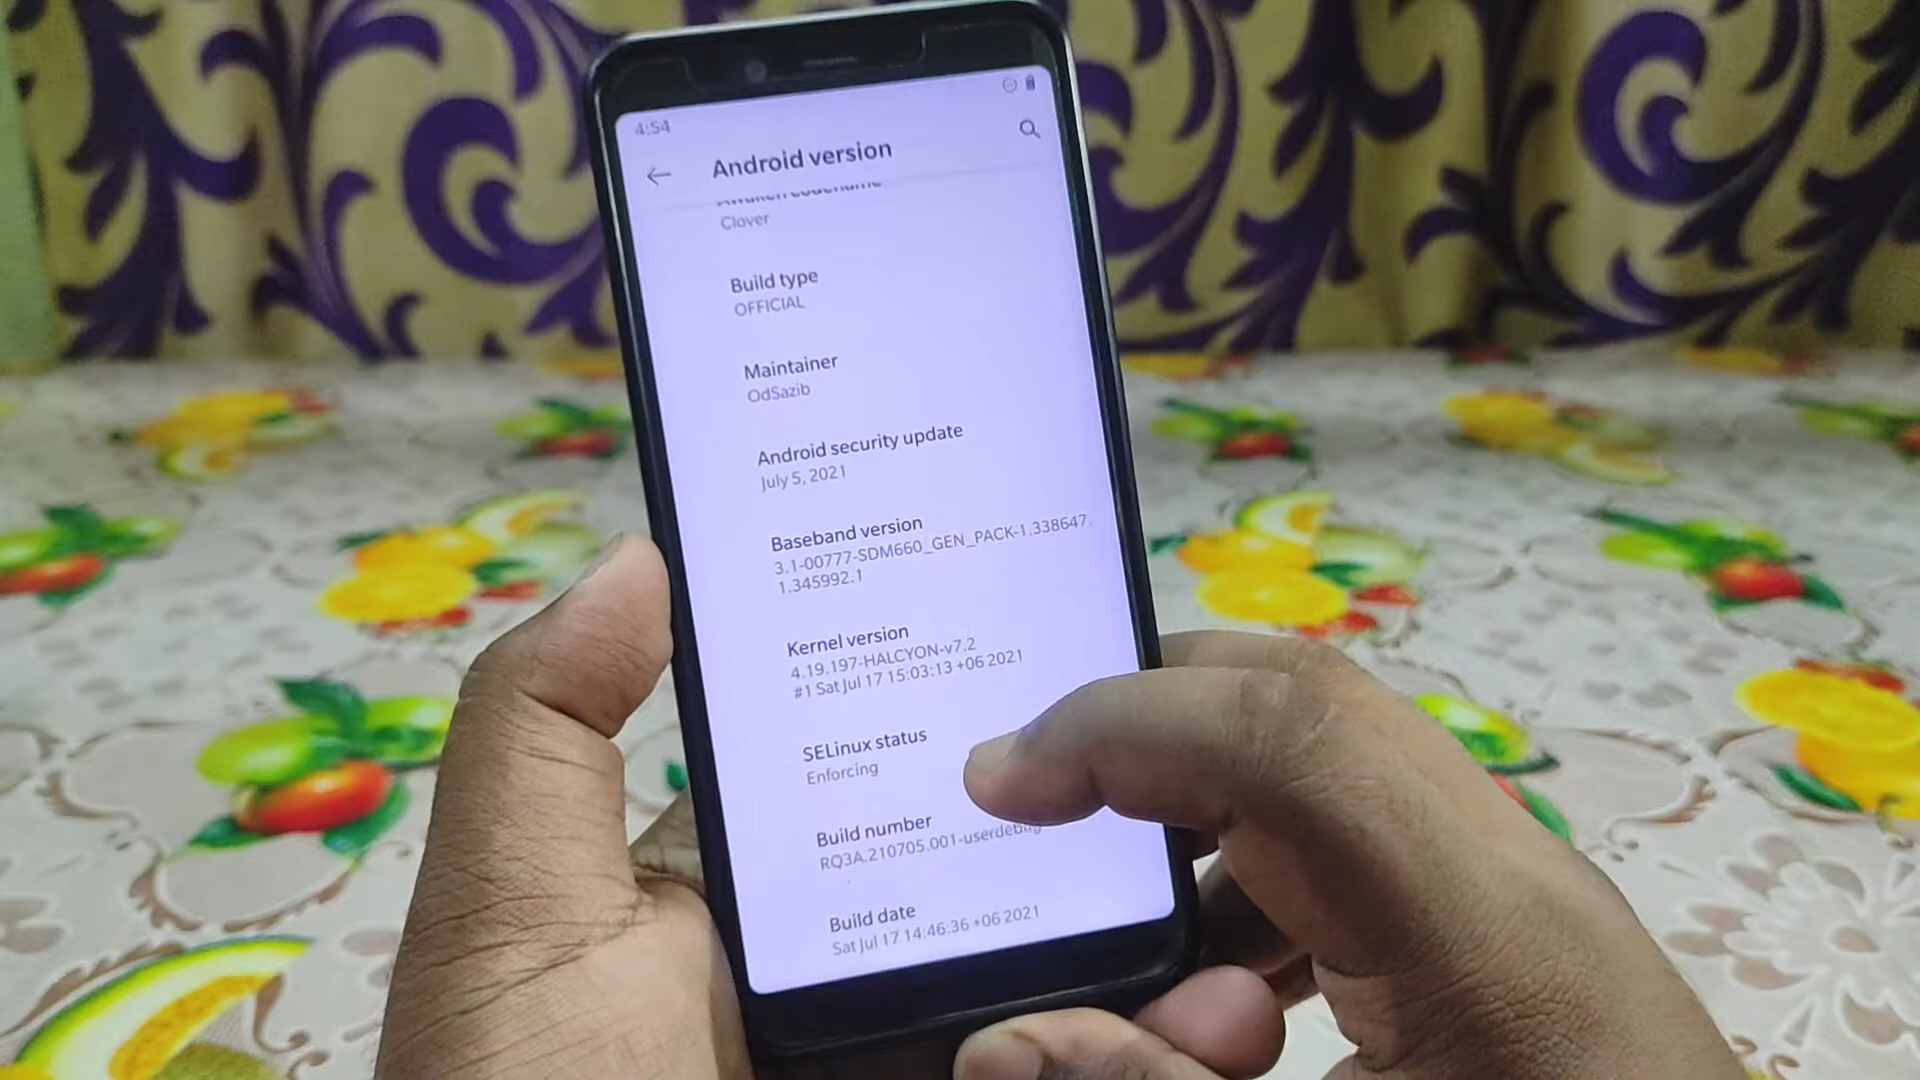 4:54
Android version
Awaken codename
Clover
Build type
OFFICIAL
Maintainer
OdSazib
Android security update
July 5, 2021
Baseband version
3.1-00777-SDM660_GEN_PACK-1.338647.
1.345992.1
Kernel version
4.19.197-HALCYON-v7.2
#1 Sat Jul 17 15:03:13 +06 2021
SELinux status
Enforcing
Build number
RQ3A.210705.001-userdebug
Build date
Sat Jul 17 14:46:36 +06 2021